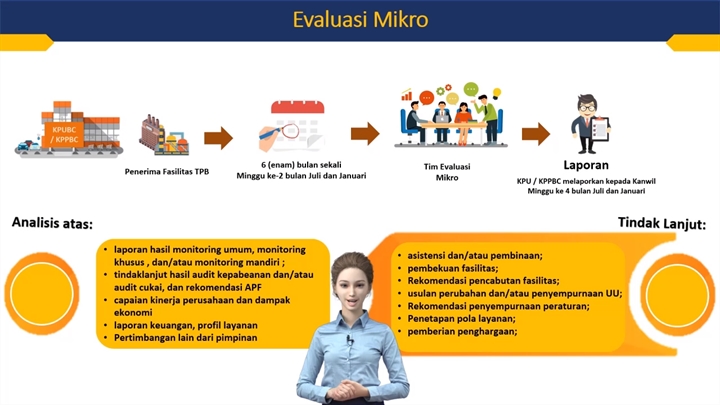 Evaluasi Mikro
KPUBC
/ KPPBC
Penerima Fasilitas TPB
6 (enam) bulan sekali
Minggu ke-2 bulan Juli dan Januari
Tim Evaluasi
Mikro
Laporan
KPU / KPPBC melaporkan kepada Kanwil
Minggu ke 4 bulan Juli dan Januari
Analisis atas:
• laporan hasil monitoring umum, monitoring
khusus , dan/atau monitoring mandiri ;
• tindaklanjut hasil audit kepabeanan dan/atau
audit cukai, dan rekomendasi APF
• capaian kinerja perusahaan dan dampak
ekonomi
• laporan keuangan, profil layanan
• Pertimbangan lain dari pimpinan
Tindak Lanjut:
• asistensi dan/atau pembinaan;
• pembekuan fasilitas;
• Rekomendasi pencabutan fasilitas;
• usulan perubahan dan/atau penyempurnaan UU;
• Rekomendasi penyempurnaan peraturan;
• Penetapan pola layanan;
• pemberian penghargaan;